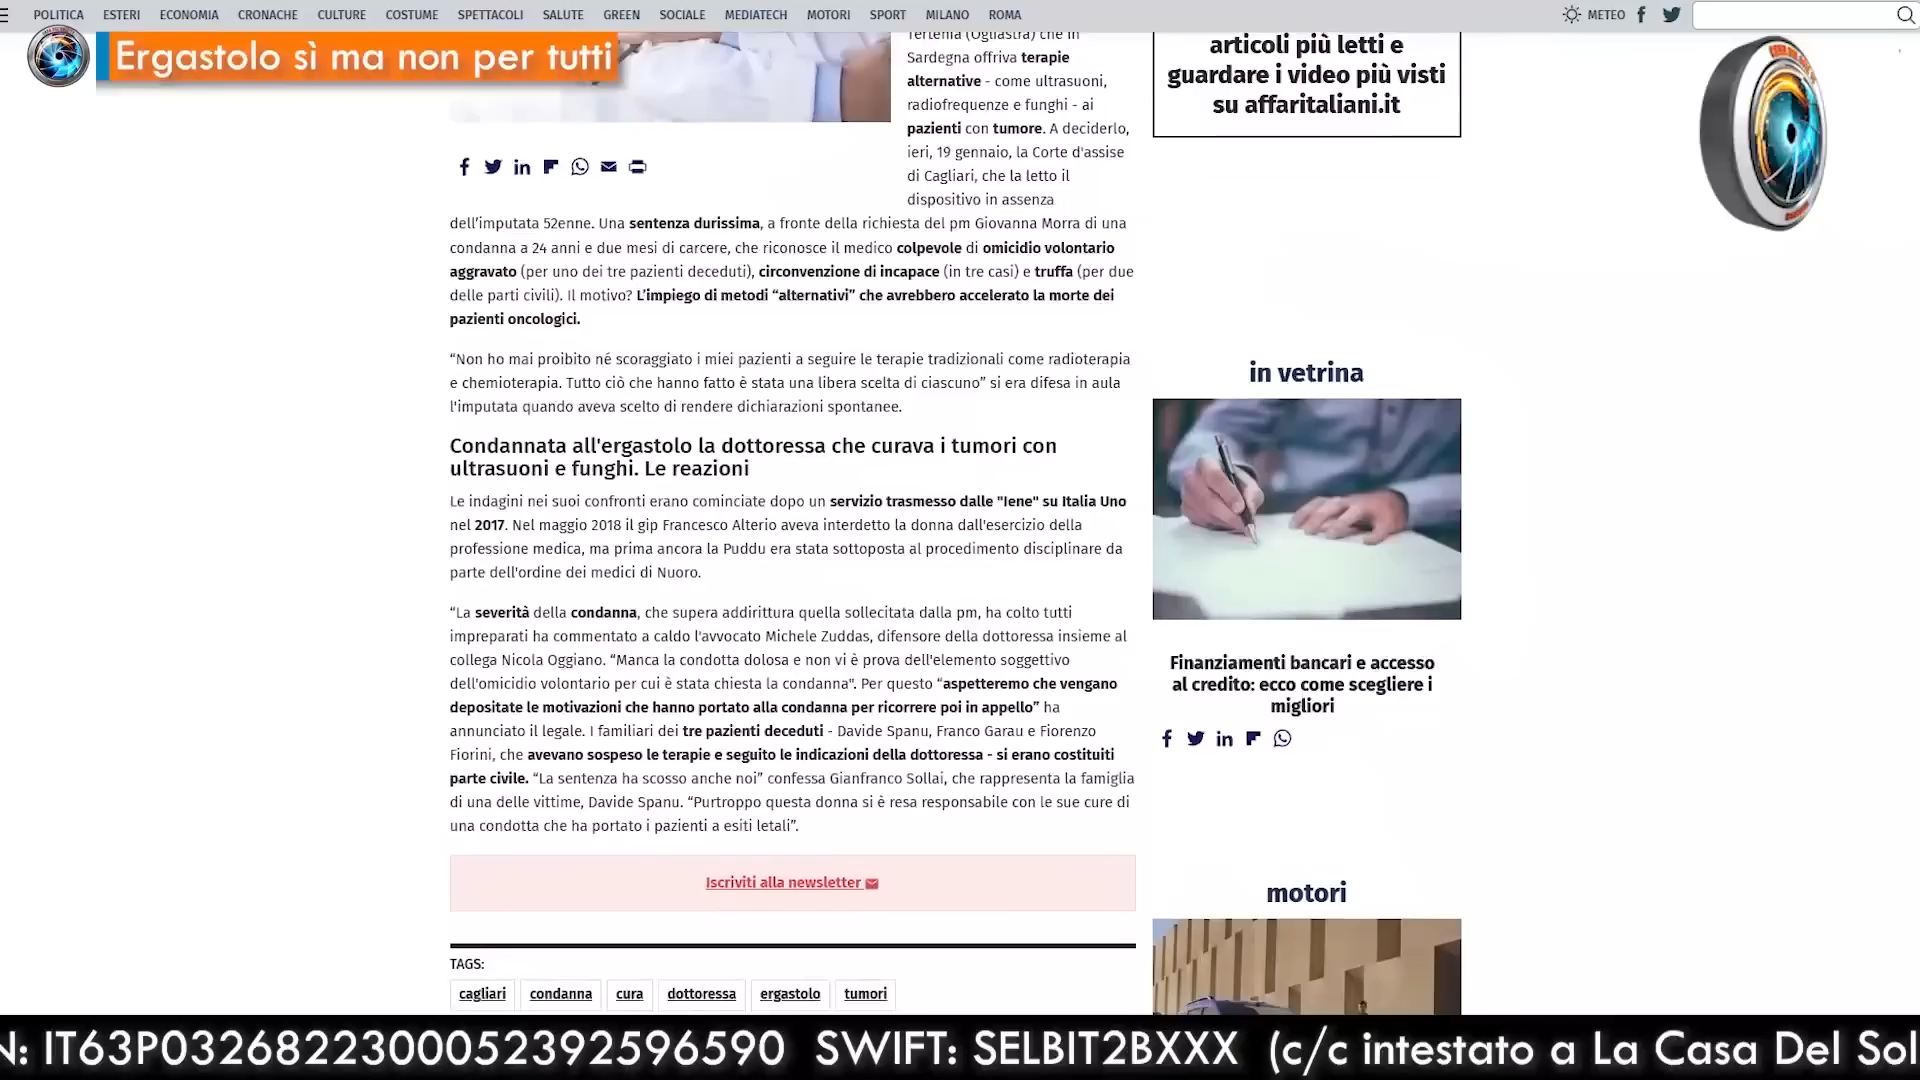 POLITICA ESTERI ECONOMIA CRONACHE CULTURE COSTUME SPETTACOLI SALUTE GREEN SOCIALE MEDIATECH MOTORI SPORT MILANO ROMA METEO
Ergastolo sì ma non per tutti
Tertenia (Ogliastra) che in
Sardegna offriva terapie
alternative - come ultrasuoni,
radiofrequenze e funghi - ai
pazienti con tumore. A deciderlo,
ieri, 19 gennaio, la Corte d'assise
di Cagliari, che la letto il
dispositivo in assenza
dell’imputata 52enne. Una sentenza durissima, a fronte della richiesta del pm Giovanna Morra di una
condanna a 24 anni e due mesi di carcere, che riconosce il medico colpevole di omicidio volontario
aggravato (per uno dei tre pazienti deceduti), circonvenzione di incapace (in tre casi) e truffa (per due
delle parti civili). Il motivo? L’impiego di metodi “alternativi” che avrebbero accelerato la morte dei
pazienti oncologici.
“Non ho mai proibito né scoraggiato i miei pazienti a seguire le terapie tradizionali come radioterapia
e chemioterapia. Tutto ciò che hanno fatto è stata una libera scelta di ciascuno” si era difesa in aula
l'imputata quando aveva scelto di rendere dichiarazioni spontanee.
Condannata all'ergastolo la dottoressa che curava i tumori con
ultrasuoni e funghi. Le reazioni
Le indagini nei suoi confronti erano cominciate dopo un servizio trasmesso dalle "Iene" su Italia Uno
nel 2017. Nel maggio 2018 il gip Francesco Alterio aveva interdetto la donna dall'esercizio della
professione medica, ma prima ancora la Puddu era stata sottoposta al procedimento disciplinare da
parte dell'ordine dei medici di Nuoro.
“La severità della condanna, che supera addirittura quella sollecitata dalla pm, ha colto tutti
impreparati ha commentato a caldo l'avvocato Michele Zuddas, difensore della dottoressa insieme al
collega Nicola Oggiano. “Manca la condotta dolosa e non vi è prova dell'elemento soggettivo
dell'omicidio volontario per cui è stata chiesta la condanna". Per questo “aspetteremo che vengano
depositate le motivazioni che hanno portato alla condanna per ricorrere poi in appello” ha
annunciato il legale. I familiari dei tre pazienti deceduti - Davide Spanu, Franco Garau e Fiorenzo
Fiorini, che avevano sospeso le terapie e seguito le indicazioni della dottoressa - si erano costituiti
parte civile. “La sentenza ha scosso anche noi” confessa Gianfranco Sollai, che rappresenta la famiglia
di una delle vittime, Davide Spanu. “Purtroppo questa donna si è resa responsabile con le sue cure di
una condotta che ha portato i pazienti a esiti letali”.
Iscriviti alla newsletter
TAGS:
cagliari condanna cura dottoressa ergastolo tumori
articoli più letti e
guardare i video più visti
su affaritaliani.it
in vetrina
Finanziamenti bancari e accesso
al credito: ecco come scegliere i
migliori
motori
N: IT63P0326822300052392596590 SWIFT: SELBIT2BXXX (c/c intestato a La Casa Del Sol